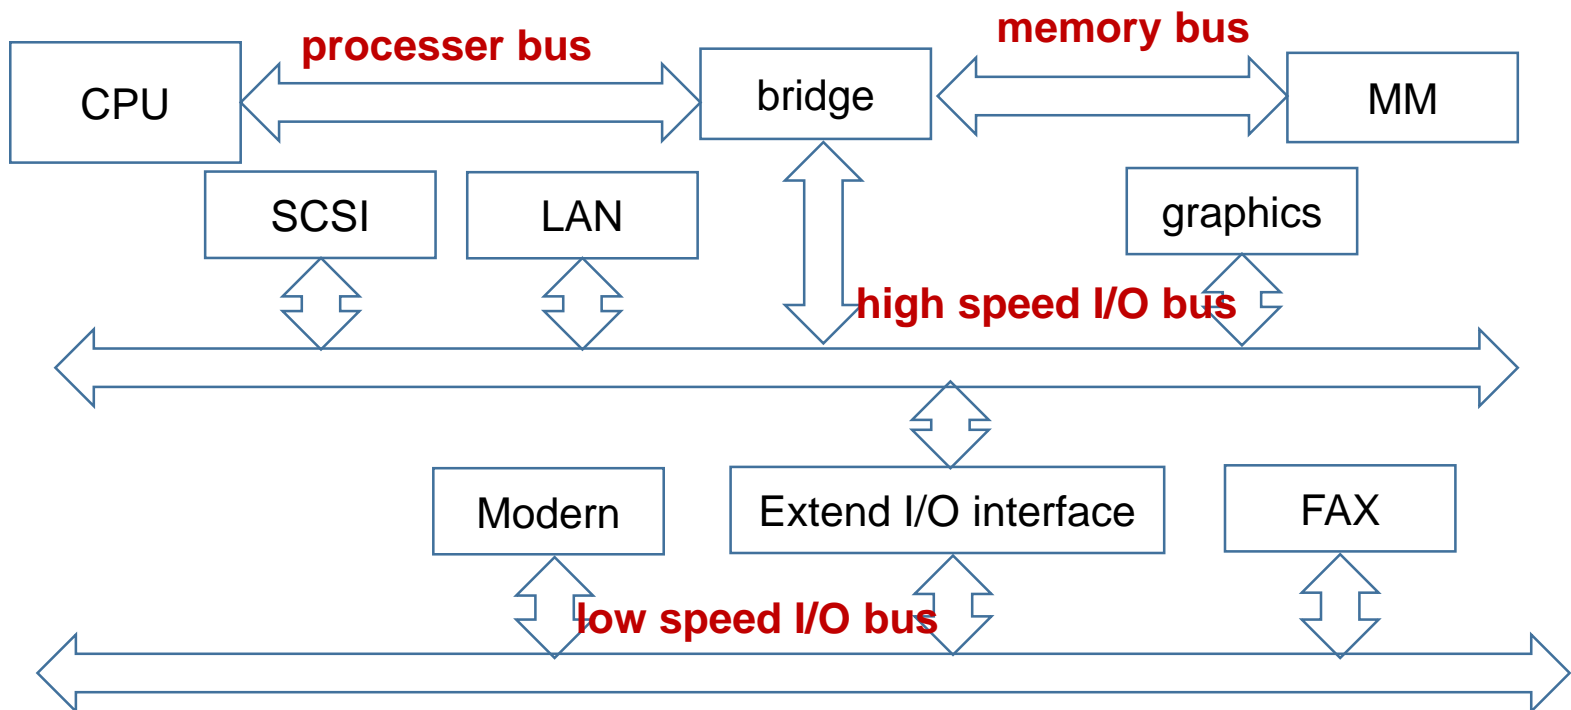 processer bus
memory bus
CPU
bridge
MM
SCSI
LAN
graphics
high speed I/O bus
Modern
Extend I/O interface
FAX
low speed I/O bus